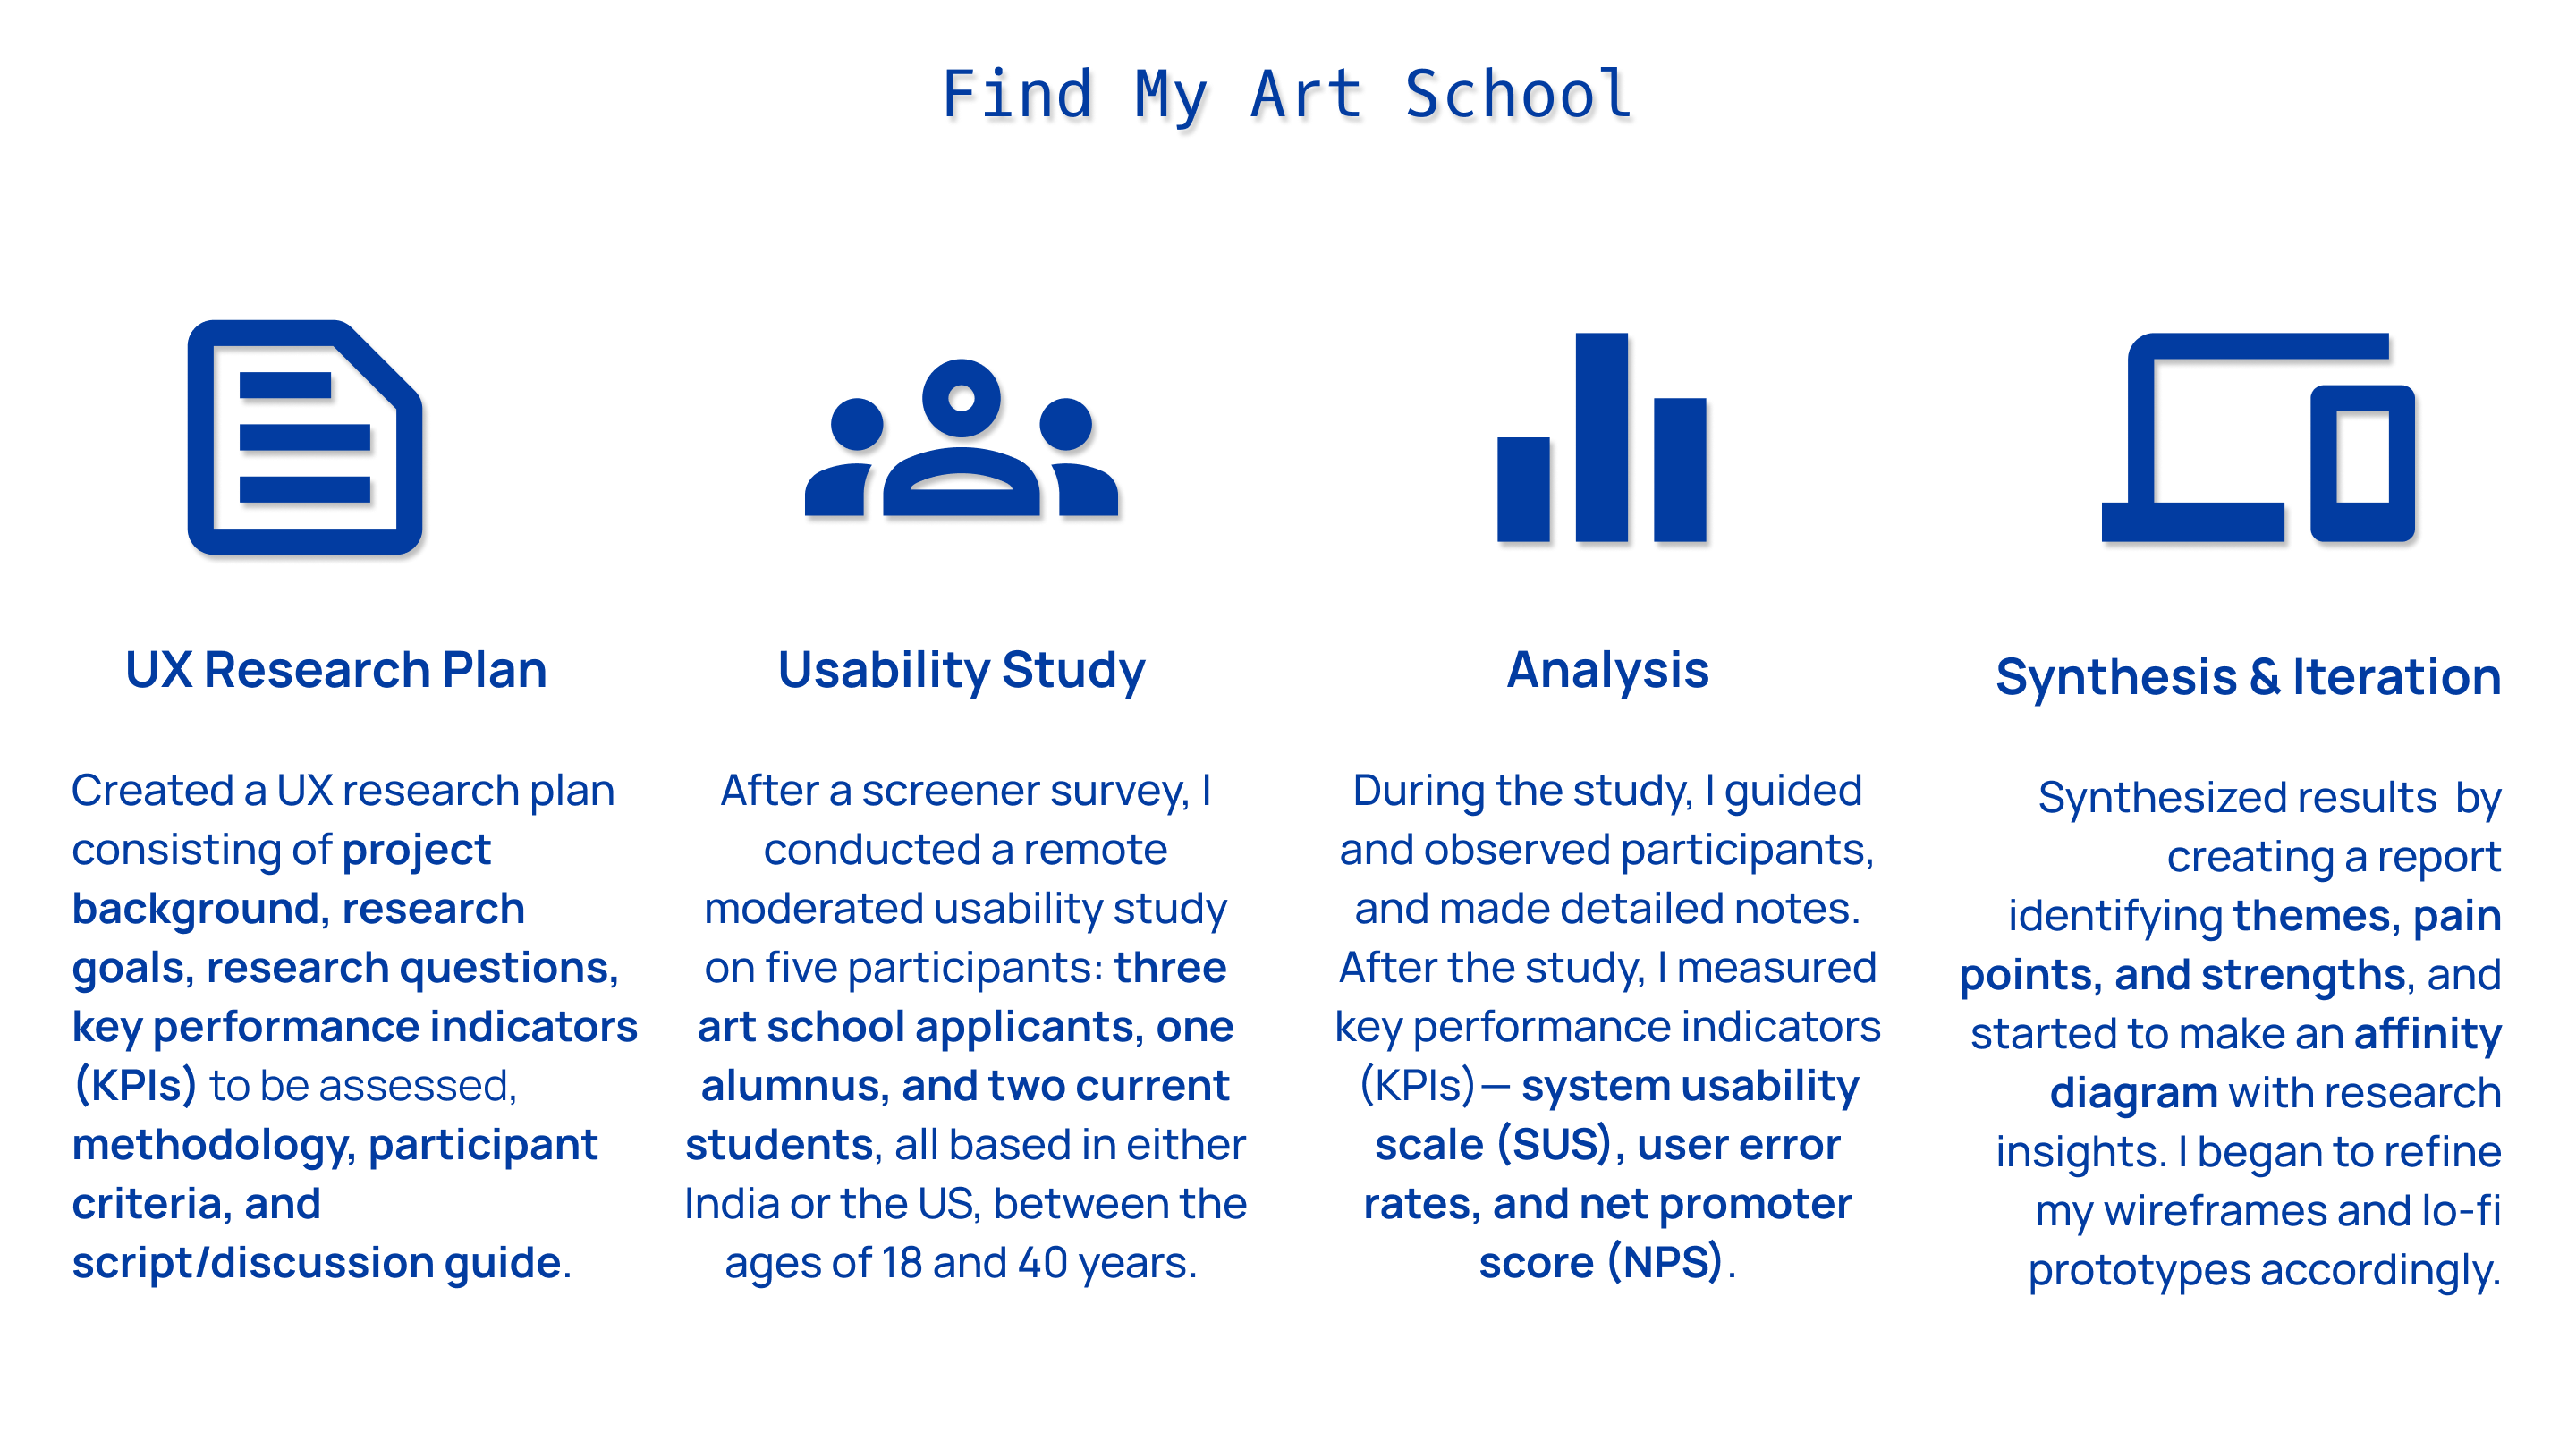 Find My Art School
UX Research Plan
Created a UX research plan
consisting of project
background, research
goals, research questions,
key performance indicators
(KPIs) to be assessed,
methodology, participant
criteria, and
script/discussion guide.
Usability Study
After a screener survey, I
conducted a remote
moderated usability study
on five participants: three
art school applicants, one
alumnus, and two current
students, all based in either
India or the US, between the
ages of 18 and 40 years.
Analysis
During the study, I guided
and observed participants,
and made detailed notes.
After the study, I measured
key performance indicators
(KPIs)— system usability
scale (SUS), user error
rates, and net promoter
score (NPS).
Synthesis & Iteration
Synthesized results  by
creating a report
identifying themes, pain
points, and strengths, and
started to make an affinity
diagram with research
insights. I began to refine
my wireframes and lo-fi
prototypes accordingly.